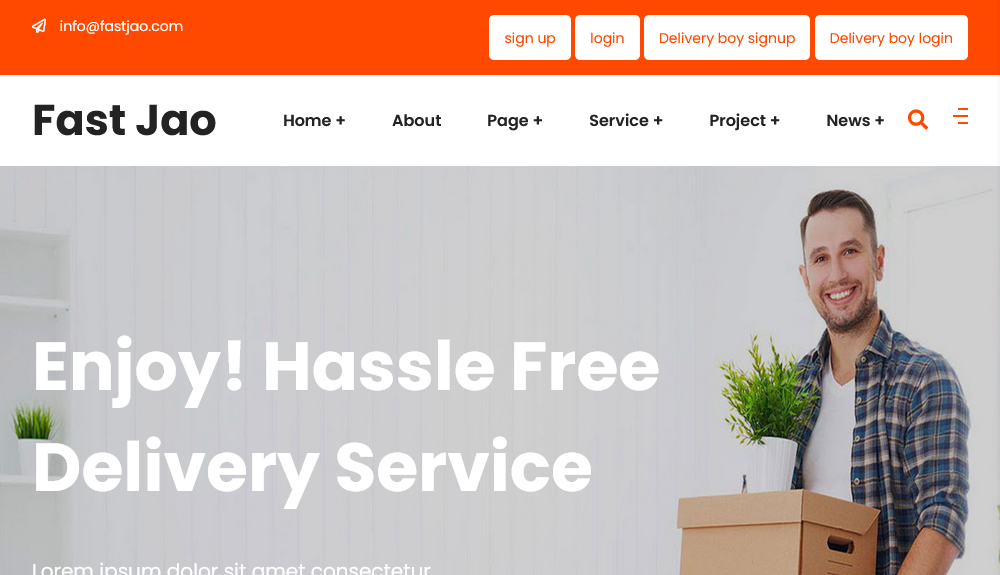 info@fastjao.com
sign up
login
Delivery boy signup
Delivery boy login
Fast Jao
Home +
About
Page +
Service +
Project +
News +
Enjoy! Hassle Free
Delivery Service
Lorem ipsum dolor sit amet consectetur